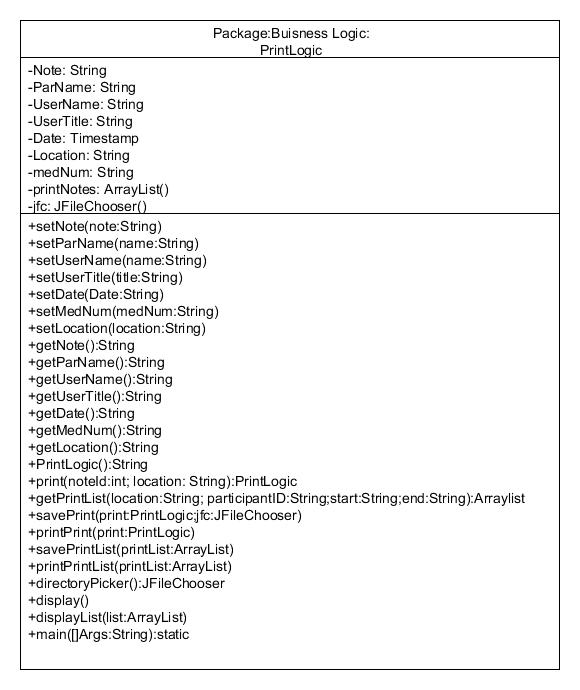 Package:Buisness Logic:
PrintLogic
-Note: String
-ParName: String
-UserName: String
-UserTitle: String
-Date: Timestamp
-Location: String
-medNum: String
-printNotes: ArrayList()
-jfc: JFileChooser()
+setNote(note:String)
+setParName(name:String)
+setUserName(name:String)
+setUserTitle(title:String)
+setDate(Date:String)
+setMedNum(medNum:String)
+setLocation(location:String)
+getNote():String
+getParName():String
+getUserName():String
+getUserTitle():String
+getDate():String
+getMedNum():String
+getLocation():String
+PrintLogic():String
+print(noteId:int; location: String):PrintLogic
+getPrintList(location:String; participantID:String;start:String;end:String):Arraylist
+savePrint(print:PrintLogic;jfc:JFileChooser)
+printPrint(print:PrintLogic)
+savePrintList(printList:ArrayList)
+printPrintList(printList:ArrayList)
+directoryPicker():JFileChooser
+display()
+displayList(list:ArrayList)
+main([]Args:String):static